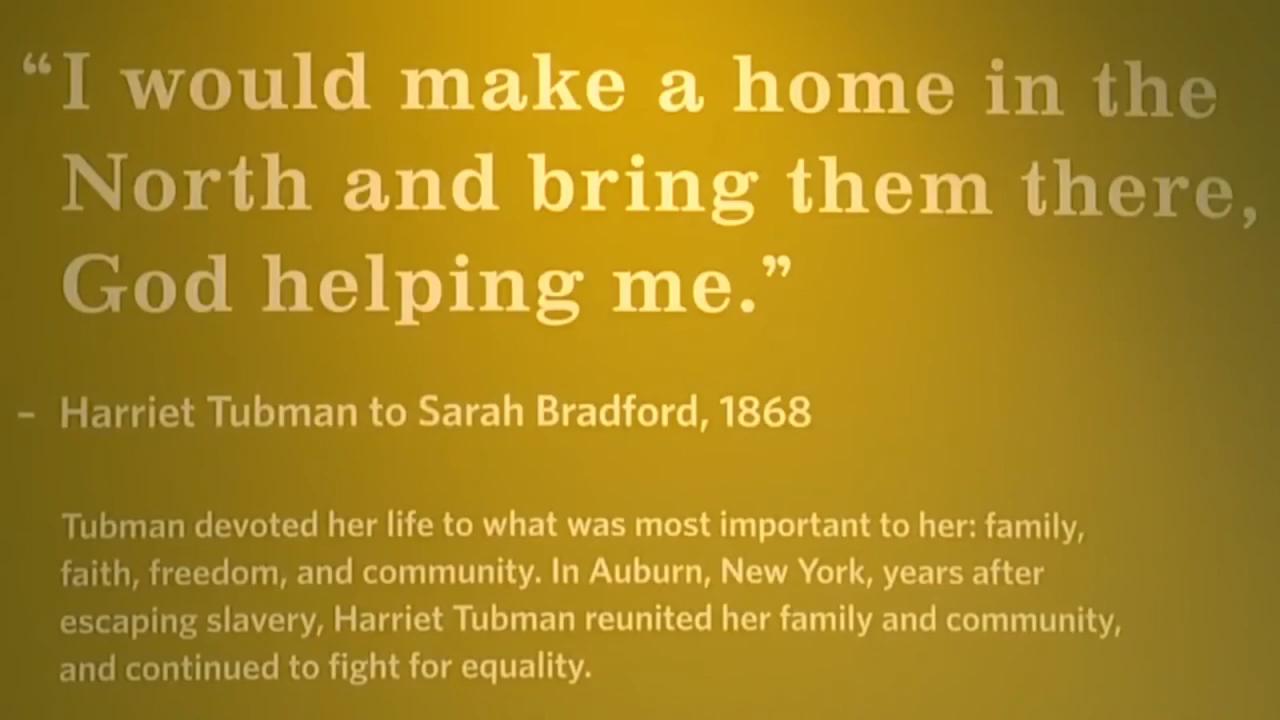 “I would make a home in the
North and bring them there,
God helping me.”
– Harriet Tubman to Sarah Bradford, 1868
Tubman devoted her life to what was most important to her: family,
faith, freedom, and community. In Auburn, New York, years after
escaping slavery, Harriet Tubman reunited her family and community,
and continued to fight for equality.